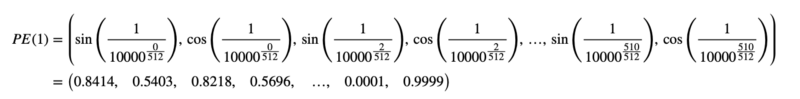 PE(1) = (sin(1/10000^(0/512)), cos(1/10000^(0/512)), sin(1/10000^(2/512)), cos(1/10000^(2/512)), …, sin(1/10000^(510/512)), cos(1/10000^(510/512)))
= (0.8414, 0.5403, 0.8218, 0.5696, …, 0.0001, 0.9999)